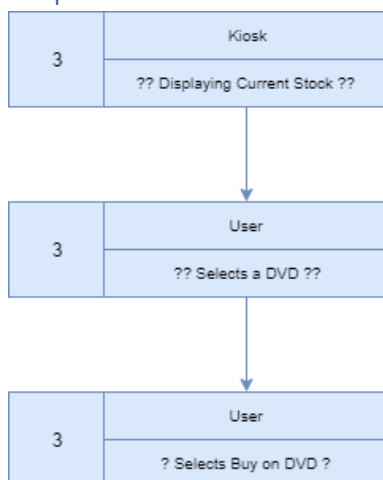 Kiosk
3
?? Displaying Current Stock ??
User
3
?? Selects a DVD ??
User
3
? Selects Buy on DVD ?